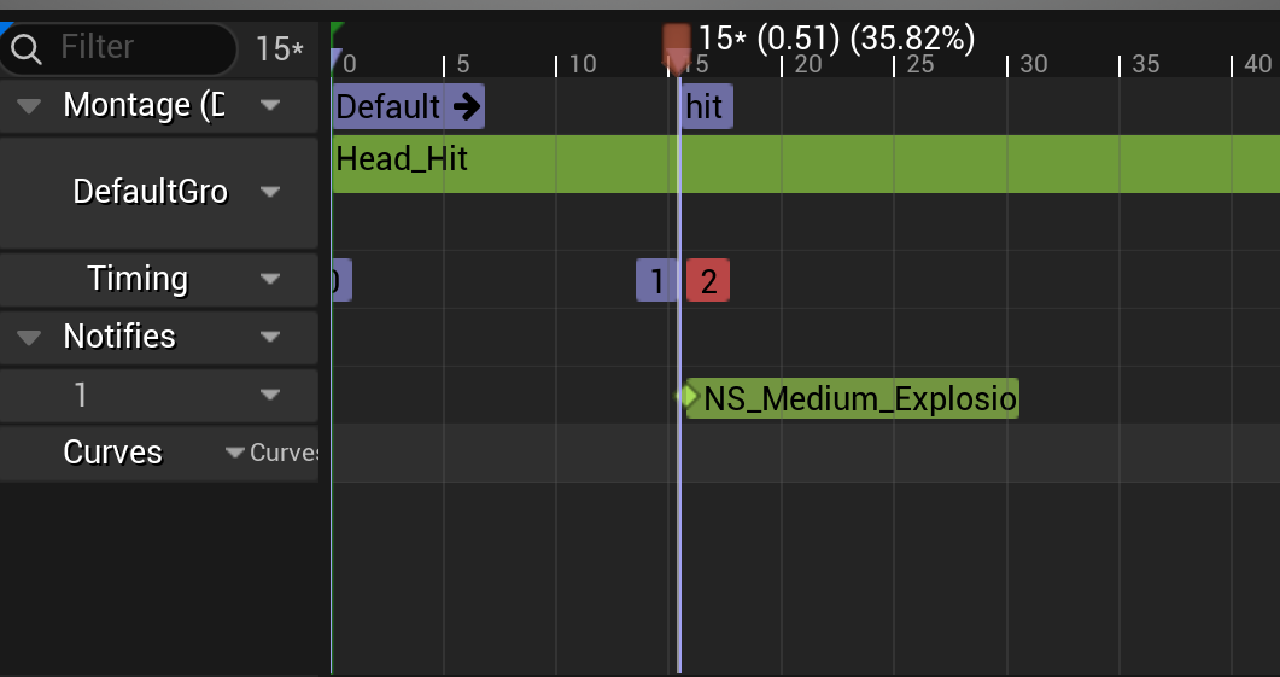 Filter
15*
15* (0.51) (35.82%)
0 5 10 15 20 25 30 35 40
Montage (D
Default hit
Head_Hit
DefaultGro
Timing
0 1 2
Notifies
1
NS_Medium_Explosio
Curves
Curves